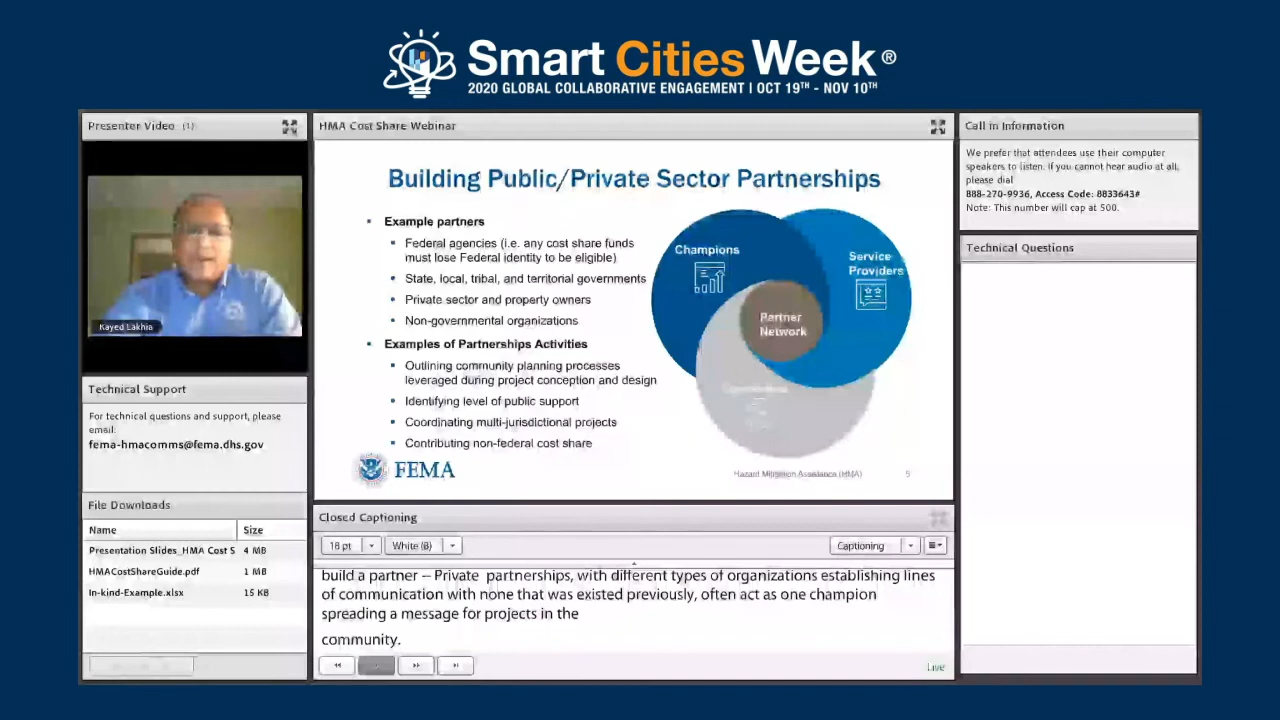 Smart Cities Week®
2020 GLOBAL COLLABORATIVE ENGAGEMENT | OCT 19TH - NOV 10TH
Presenter Video (1)
Kayed Lakhia
Technical Support
For technical questions and support, please
email:
fema-hmacomms@fema.dhs.gov
File Downloads
Name Size
Presentation Slides_HMA Cost S 4 MB
HMACostShareGuide.pdf 1 MB
In-kind-Example.xlsx 15 KB
HMA Cost Share Webinar
Building Public/Private Sector Partnerships
▪ Example partners
• Federal agencies (i.e. any cost share funds
must lose Federal identity to be eligible)
• State, local, tribal, and territorial governments
• Private sector and property owners
• Non-governmental organizations
▪ Examples of Partnerships Activities
• Outlining community planning processes
leveraged during project conception and design
• Identifying level of public support
• Coordinating multi-jurisdictional projects
• Contributing non-federal cost share
Champions
Service
Providers
Partner
Network
FEMA
Hazard Mitigation Assistance (HMA) 
Closed Captioning
18 pt
White (B)
Captioning
build a partner -- Private partnerships, with different types of organizations establishing lines
of communication with none that was existed previously, often act as one champion
spreading a message for projects in the
community.
Live
Call in Information
We prefer that attendees use their computer
speakers to listen. If you cannot hear audio at all,
please dial
888-270-9936, Access Code: 8833643#
Note: This number will cap at 500.
Technical Questions